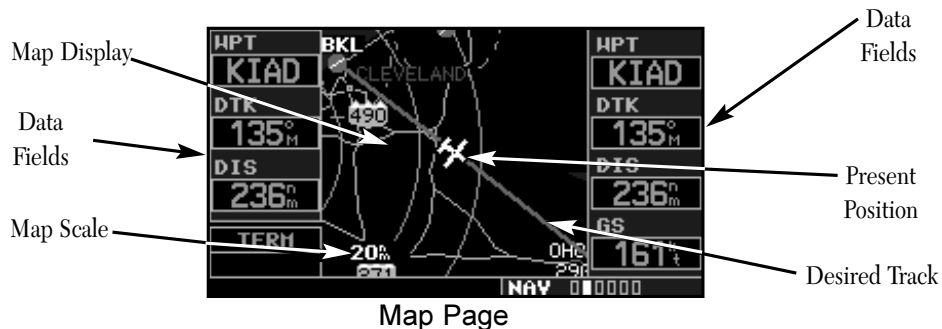 Map Display
Data
Fields
Map Scale
WPT
KIAD
DTK
135°M
DIS
236nm
TERM
BKL
CLEVELAND
490
20nm
271
NAV
WPT
KIAD
DTK
135°M
DIS
236nm
GS
161kt
Data
Fields
Present
Position
Desired Track
Map Page